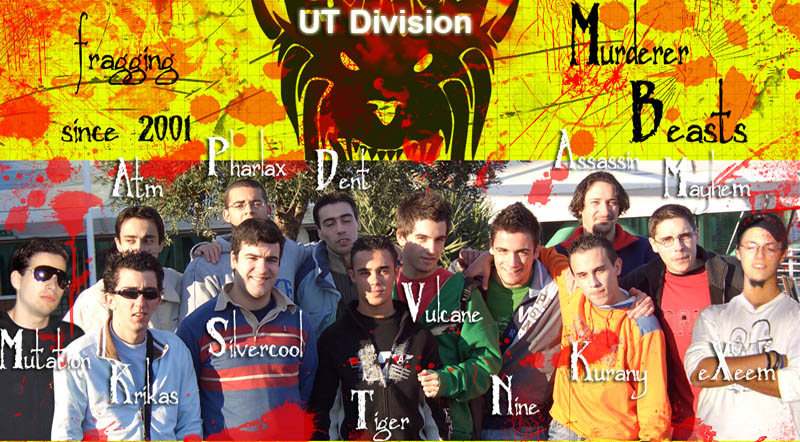 UT Division
fragging
since 2001
Murderer
Beasts
Atm
Pharlax
Dent
Assassin
Mayhem
Mutation
Krikas
Silvercool
Tiger
Vulcane
Nine
Kurany
eXeem